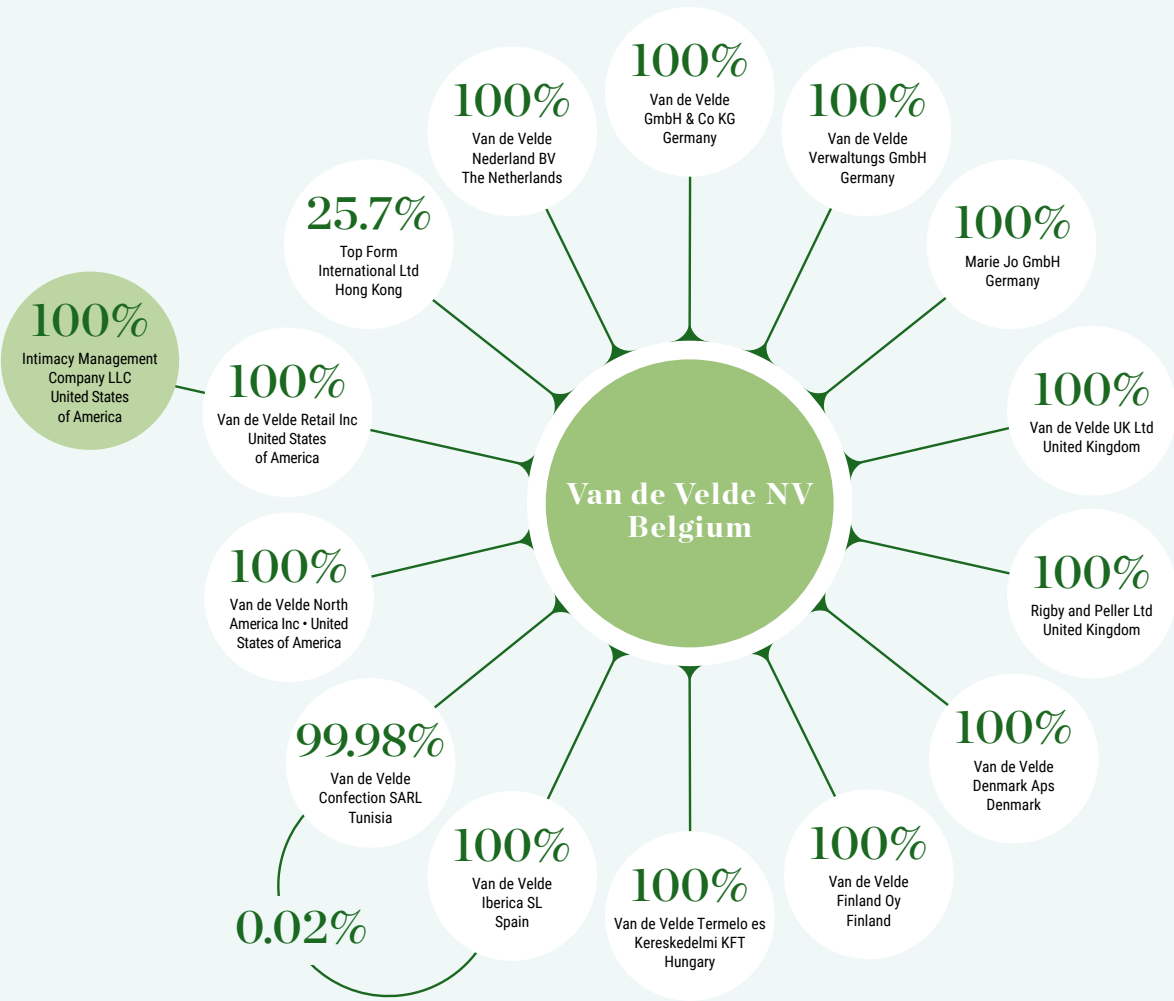 100%
Van de Velde
GmbH & Co KG
Germany
100%
Van de Velde
Verwaltungs GmbH
Germany
100%
Marie Jo GmbH
Germany
100%
Van de Velde UK Ltd
United Kingdom
100%
Rigby and Peller Ltd
United Kingdom
100%
Van de Velde
Denmark Aps
Denmark
100%
Van de Velde
Finland Oy
Finland
100%
Van de Velde Termelo es
Kereskedelmi KFT
Hungary
100%
Van de Velde
Iberica SL
Spain
0.02%
99.98%
Van de Velde
Confection SARL
Tunisia
100%
Van de Velde North
America Inc • United
States of America
100%
Van de Velde Retail Inc
United States
of America
100%
Intimacy Management
Company LLC
United States
of America
25.7%
Top Form
International Ltd
Hong Kong
100%
Van de Velde
Nederland BV
The Netherlands
Van de Velde NV
Belgium